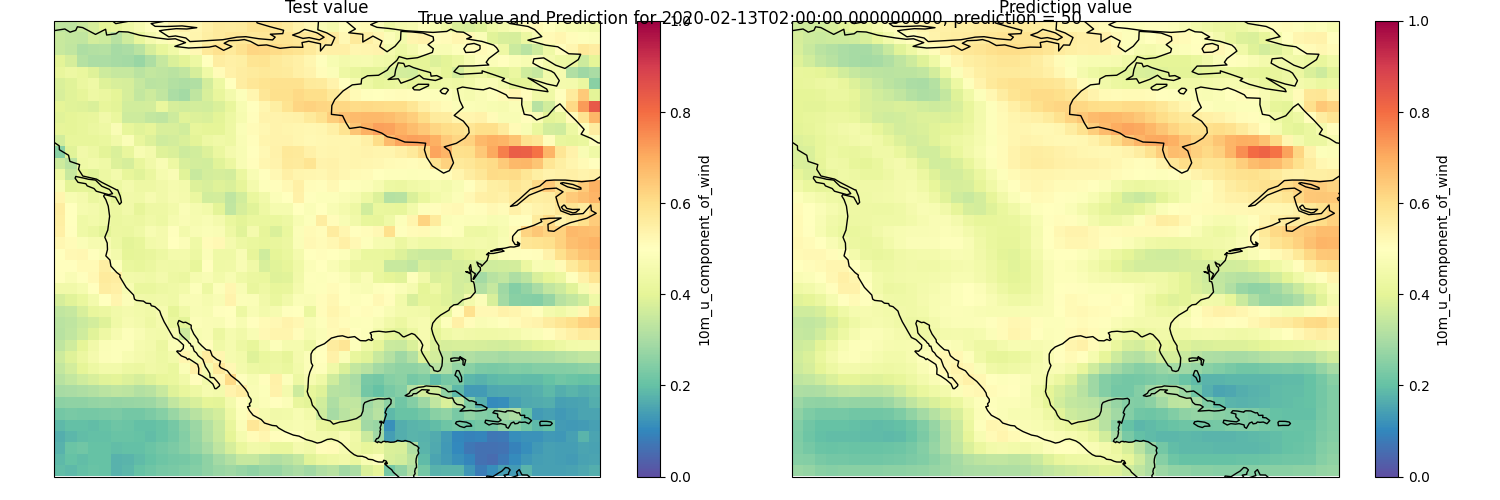 Test value
Prediction value
True value and Prediction for 2020-02-13T02:00:00.000000000, prediction = 50
1.0
0.8
0.6
0.4
0.2
0.0
10m_u_component_of_wind
1.0
0.8
0.6
0.4
0.2
0.0
10m_u_component_of_wind